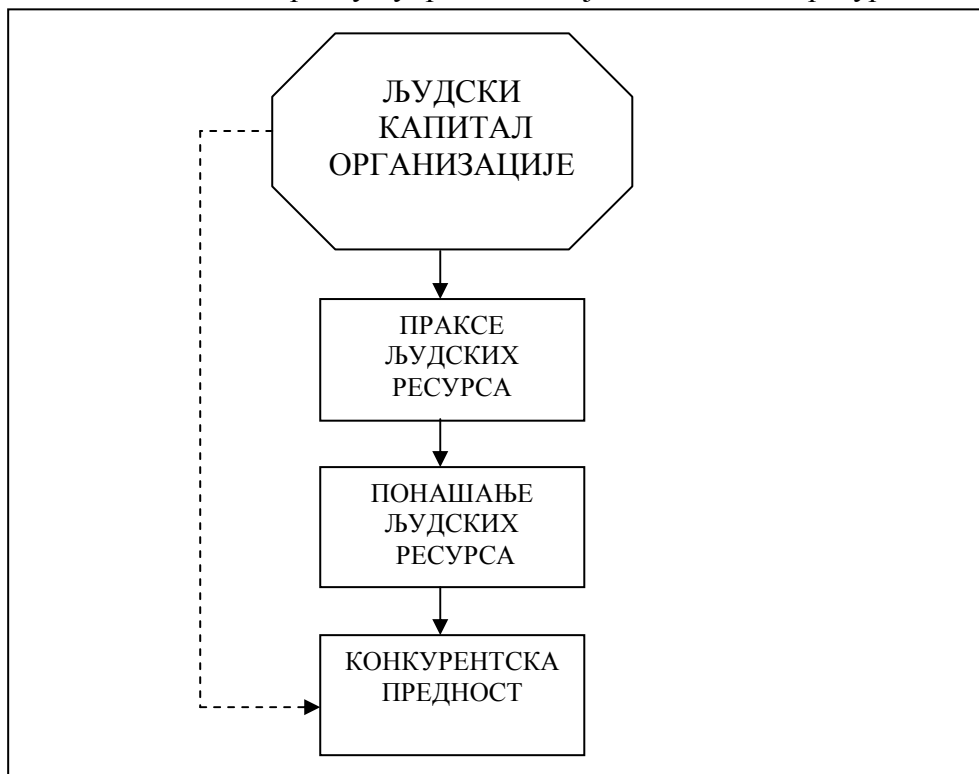 ЉУДСКИ
КАПИТАЛ
ОРГАНИЗАЦИЈЕ
ПРАКСЕ
ЉУДСКИХ
РЕСУРСА
ПОНАШАЊЕ
ЉУДСКИХ
РЕСУРСА
КОНКУРЕНТСКА
ПРЕДНОСТ